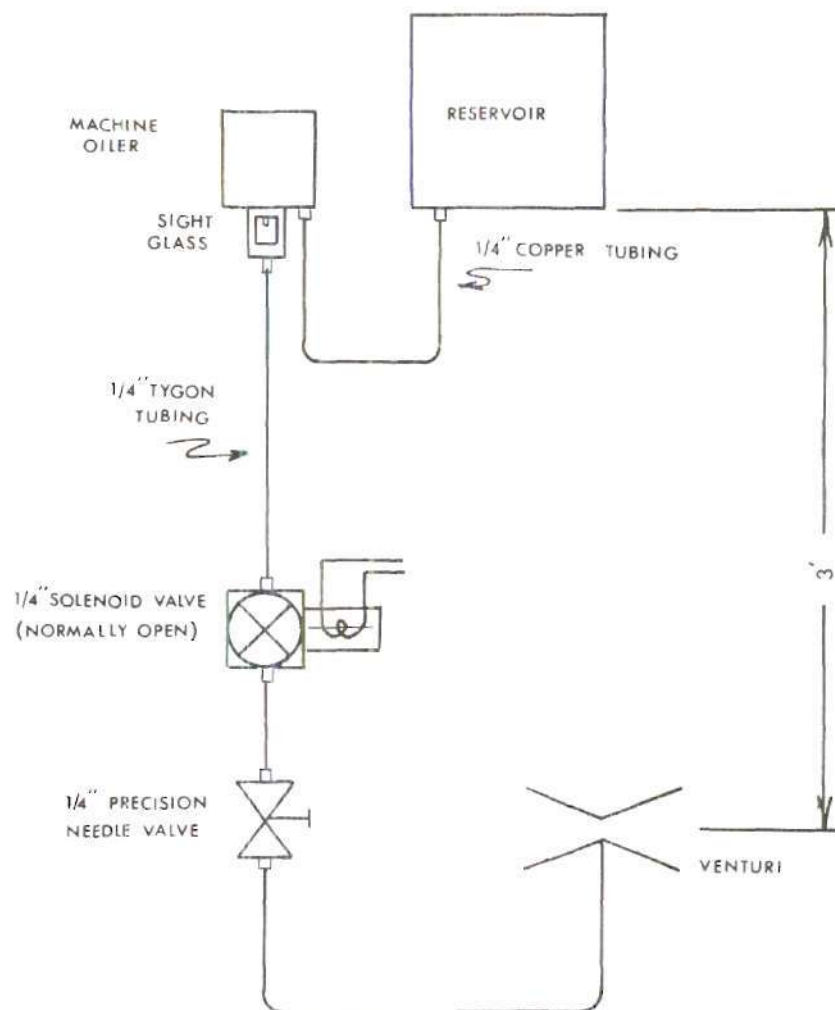 RESERVOIR
MACHINE
OILER
SIGHT
GLASS
1/4" COPPER TUBING
1/4" TYGON
TUBING
3'
1/4" SOLENOID VALVE
(NORMALLY OPEN)
1/4" PRECISION
NEEDLE VALVE
VENTURI